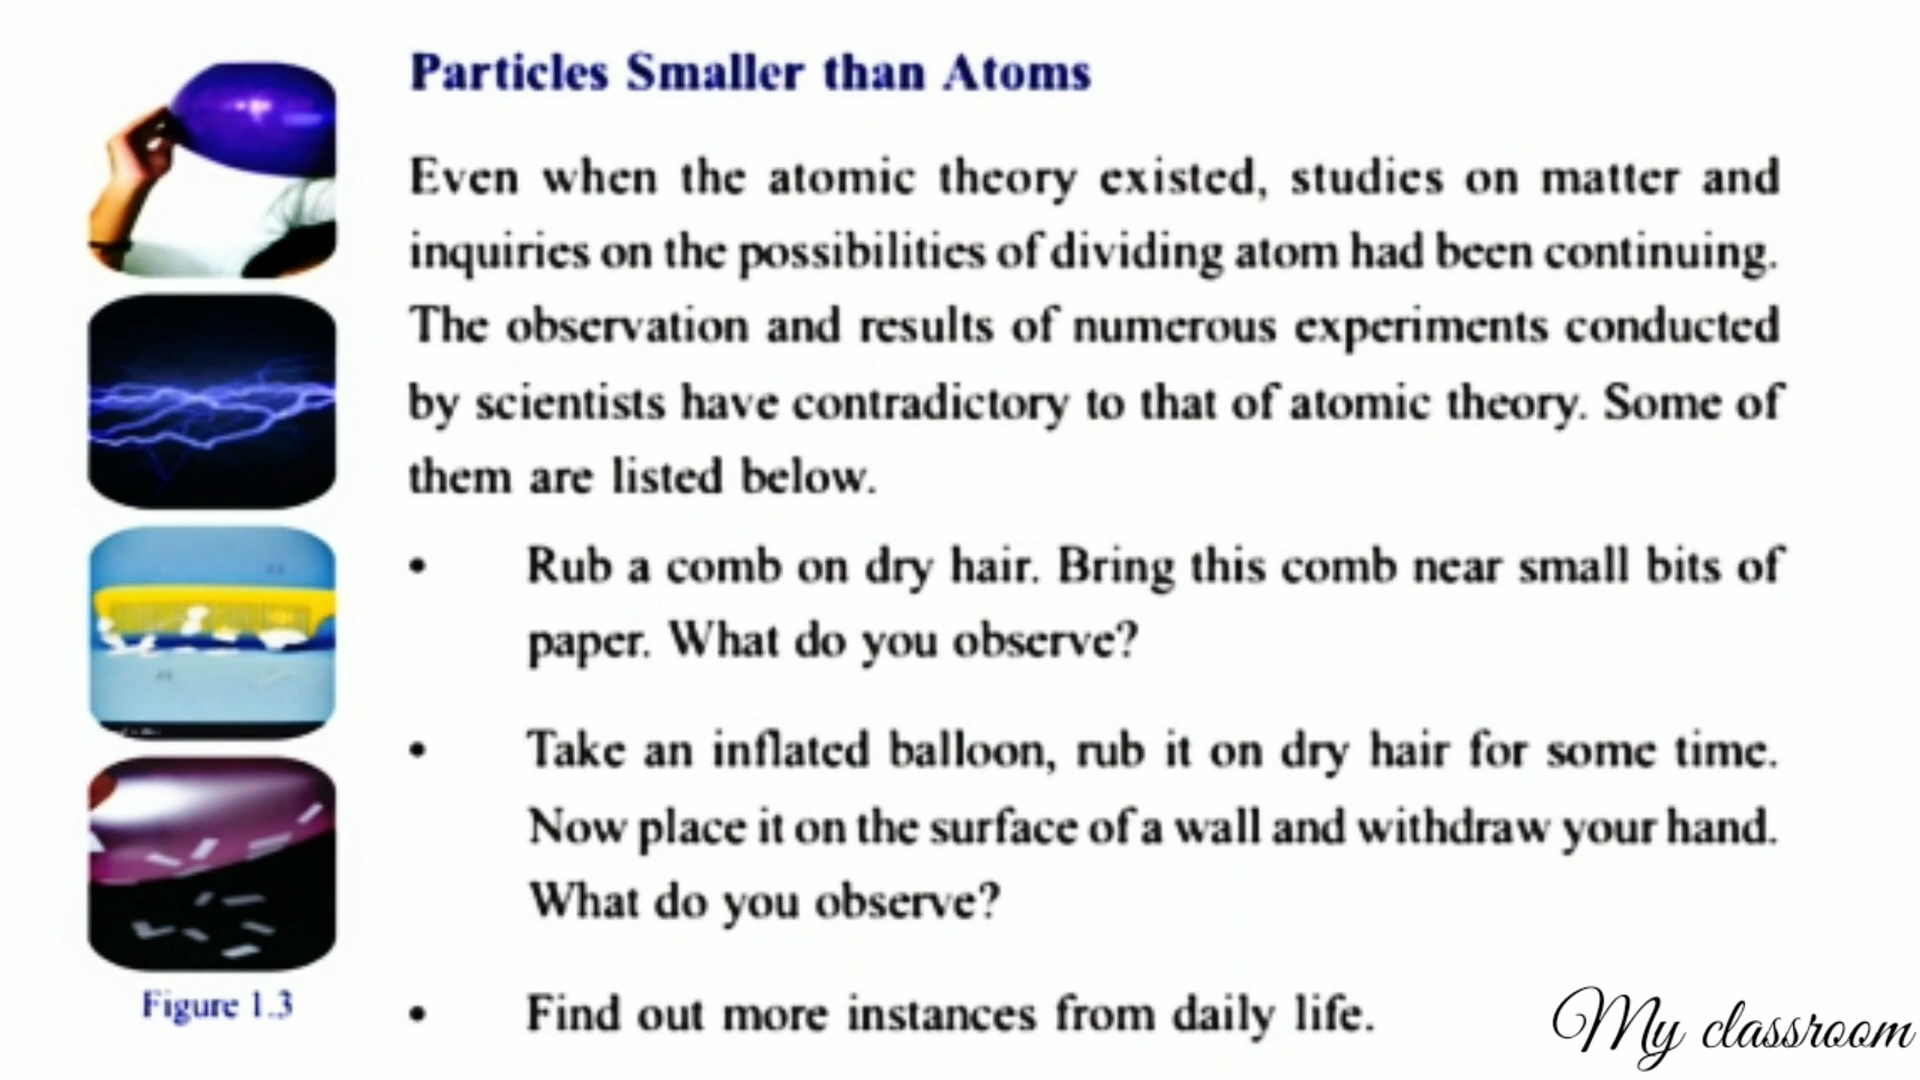 Particles Smaller than Atoms
Even when the atomic theory existed, studies on matter and
inquiries on the possibilities of dividing atom had been continuing.
The observation and results of numerous experiments conducted
by scientists have contradictory to that of atomic theory. Some of
them are listed below.
• Rub a comb on dry hair. Bring this comb near small bits of
paper. What do you observe?
• Take an inflated balloon, rub it on dry hair for some time.
Now place it on the surface of a wall and withdraw your hand.
What do you observe?
• Find out more instances from daily life.
Figure 1.3
My classroom